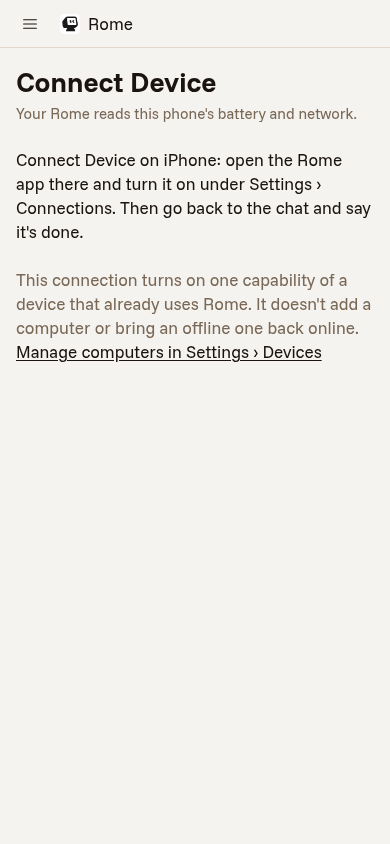 Rome
Connect Device
Your Rome reads this phone's battery and network.
Connect Device on iPhone: open the Rome
app there and turn it on under Settings ›
Connections. Then go back to the chat and say
it's done.
This connection turns on one capability of a
device that already uses Rome. It doesn't add a
computer or bring an offline one back online.
Manage computers in Settings › Devices